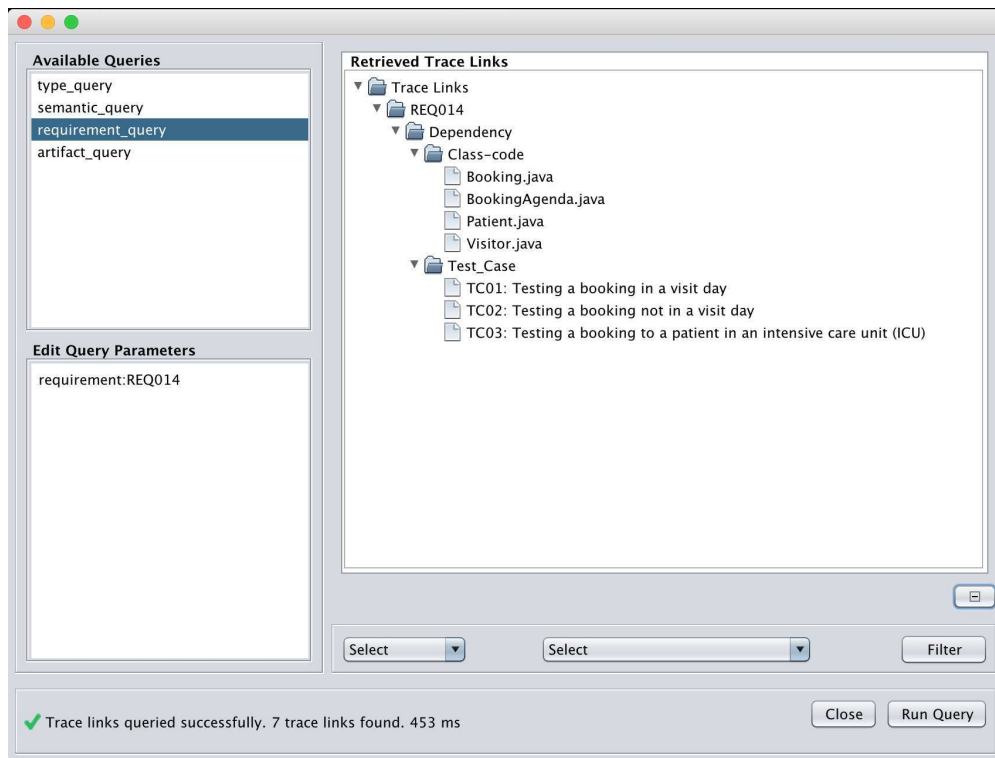 Available Queries
type_query
semantic_query
requirement_query
artifact_query
Edit Query Parameters
requirement:REQ014
Retrieved Trace Links
Trace Links
REQ014
Dependency
Class-code
Booking.java
BookingAgenda.java
Patient.java
Visitor.java
Test_Case
TC01: Testing a booking in a visit day
TC02: Testing a booking not in a visit day
TC03: Testing a booking to a patient in an intensive care unit (ICU)
Select
Select
Filter
Trace links queried successfully. 7 trace links found. 453 ms
Close
Run Query